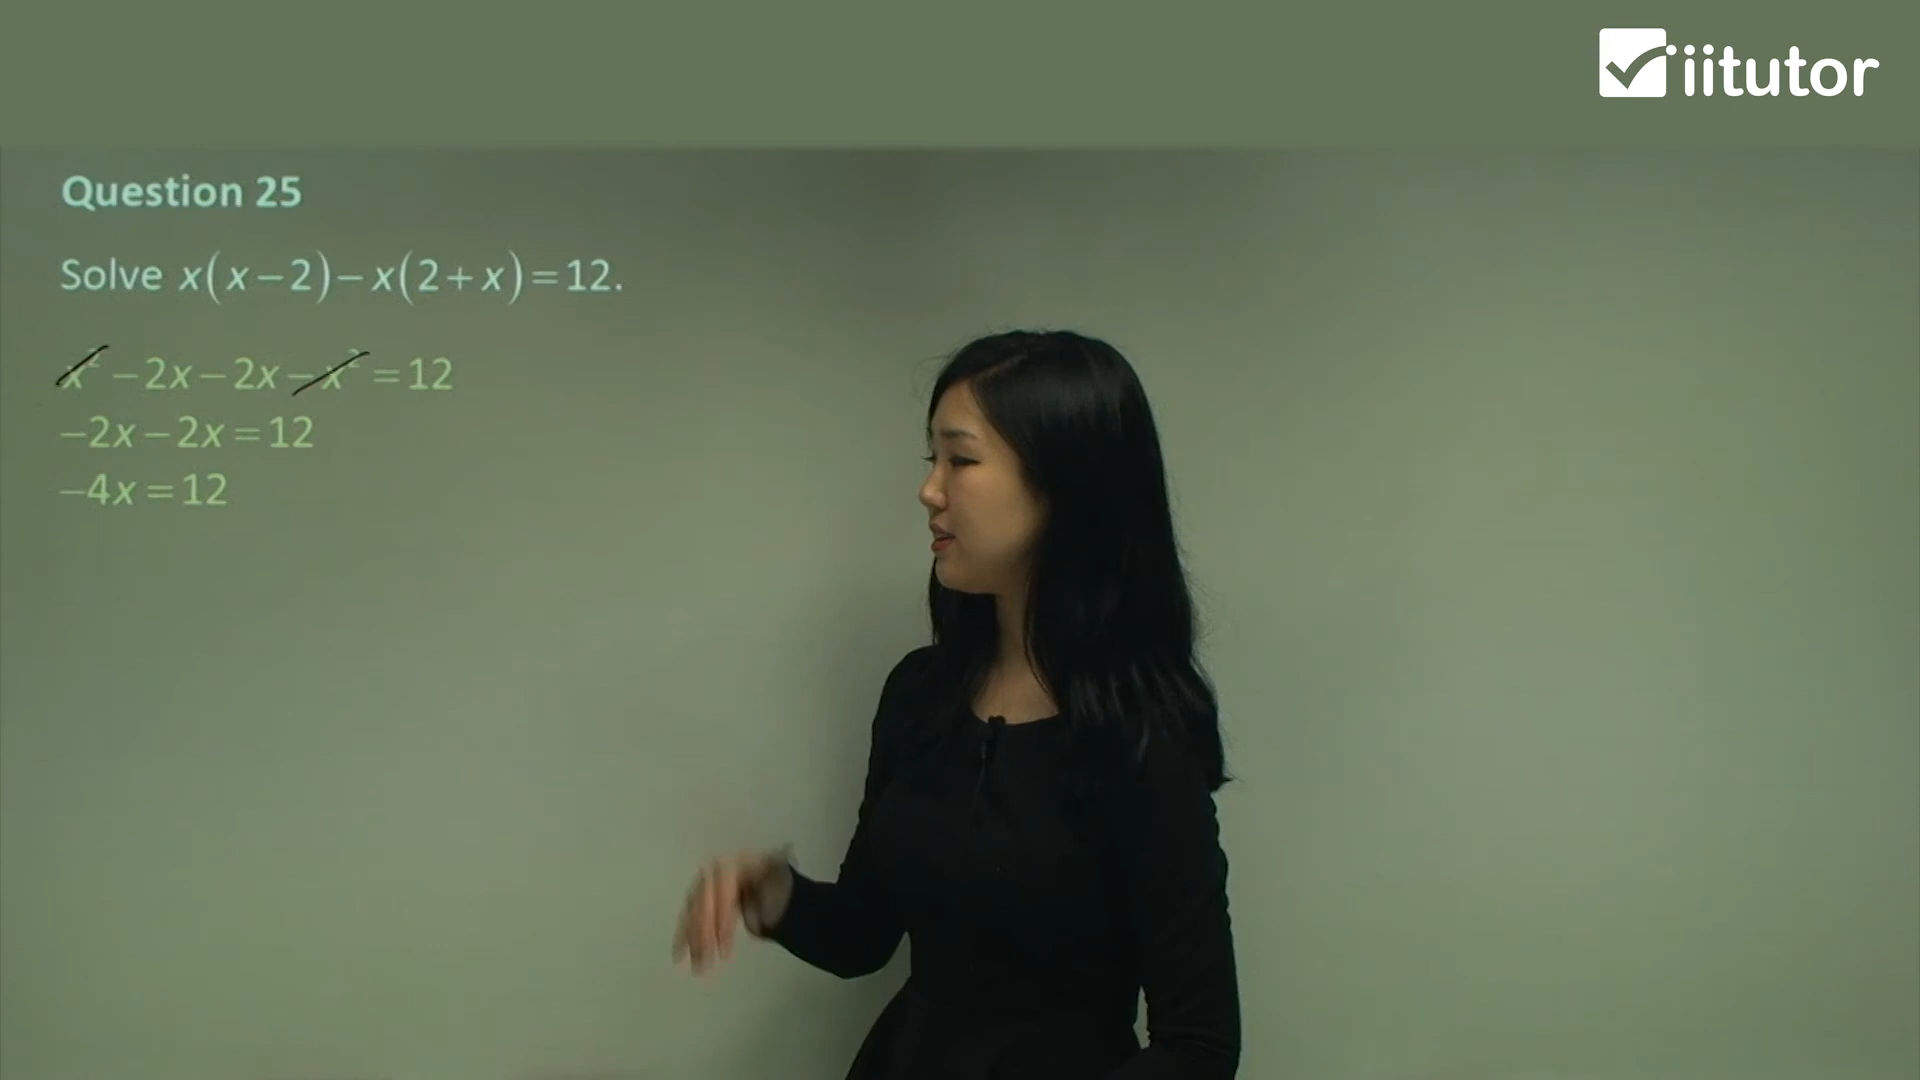 iitutor
Question 25
Solve x(x−2)−x(2+x)=12.
x² −2x−2x−x² =12
−2x−2x=12
−4x=12